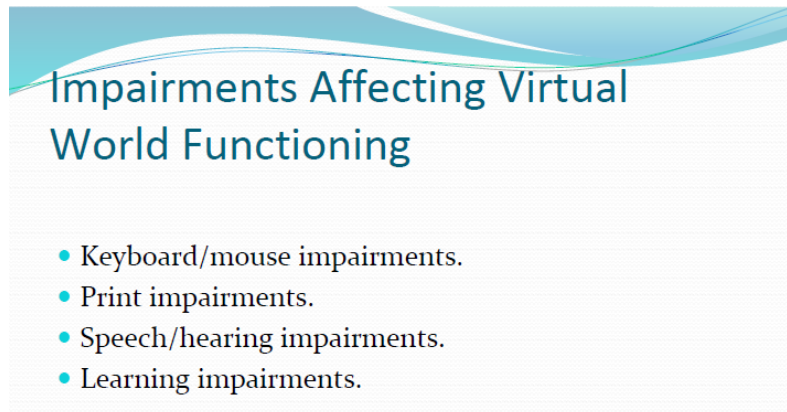 Impairments Affecting Virtual
World Functioning
• Keyboard/mouse impairments.
• Print impairments.
• Speech/hearing impairments.
• Learning impairments.